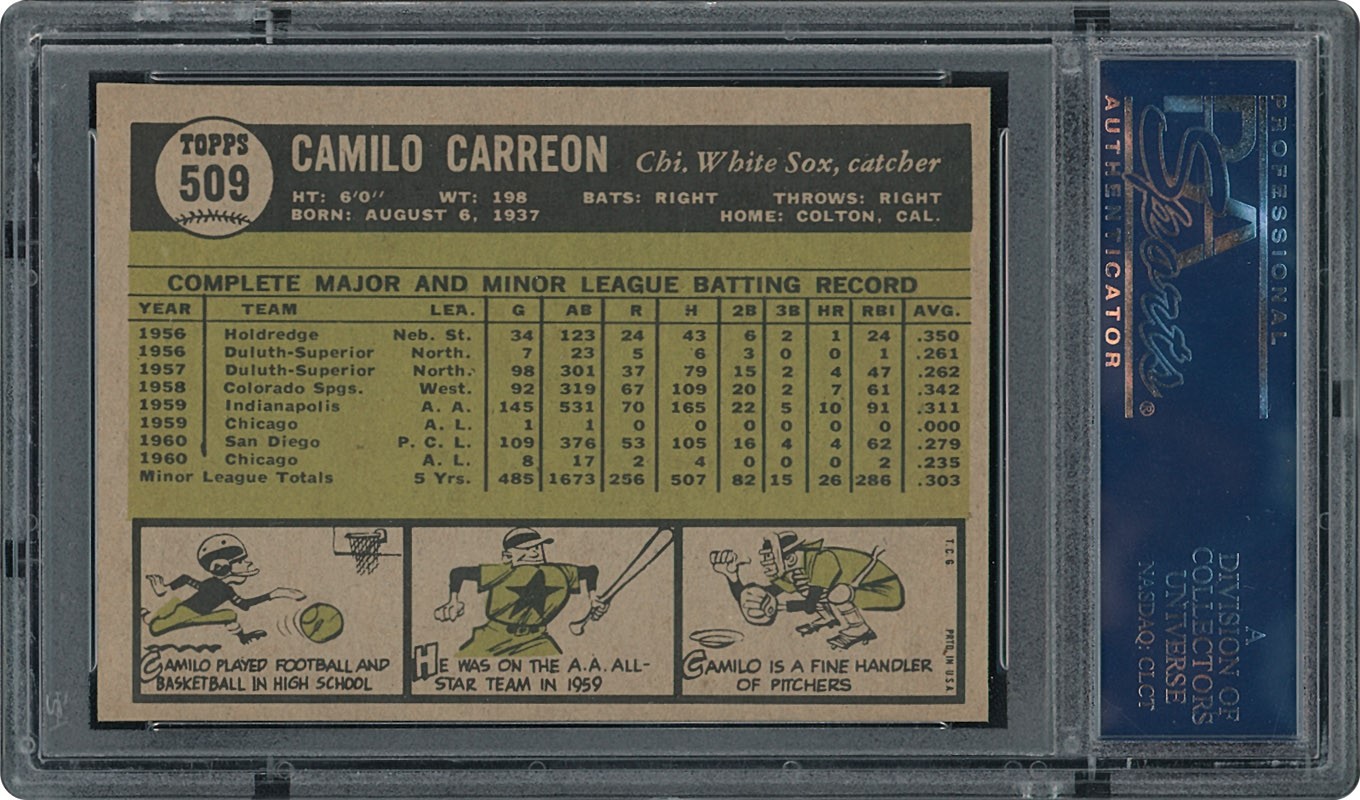 TOPPS
509
CAMILO CARREON Chi. White Sox, catcher
HT: 6'0" WT: 198 BATS: RIGHT THROWS: RIGHT
BORN: AUGUST 6, 1937 HOME: COLTON, CAL.
COMPLETE MAJOR AND MINOR LEAGUE BATTING RECORD
YEAR TEAM LEA. G AB R H 2B 3B HR RBI AVG.
1956 Holdredge Neb. St. 34 123 24 43 6 2 1 24 .350
1956 Duluth-Superior North. 7 23 5 6 3 0 0 1 .261
1957 Duluth-Superior North. 98 301 37 79 15 2 4 47 .262
1958 Colorado Spgs. West. 92 319 67 109 20 2 7 61 .342
1959 Indianapolis A. A. 145 531 70 165 22 5 10 91 .311
1959 Chicago A. L. 1 1 0 0 0 0 0 0 .000
1960 San Diego P. C. L. 109 376 53 105 16 4 4 62 .279
1960 Chicago A. L. 8 17 2 4 0 0 0 2 .235
Minor League Totals 5 Yrs. 485 1673 256 507 82 15 26 286 .303
CAMILO PLAYED FOOTBALL AND
BASKETBALL IN HIGH SCHOOL
HE WAS ON THE A.A. ALL-
STAR TEAM IN 1959
CAMILO IS A FINE HANDLER
OF PITCHERS
T.C.G. PRTD. IN U.S.A.
PROFESSIONAL
PSA
Sports®
AUTHENTICATOR
A
DIVISION OF
COLLECTORS
UNIVERSE
NASDAQ: CLCT